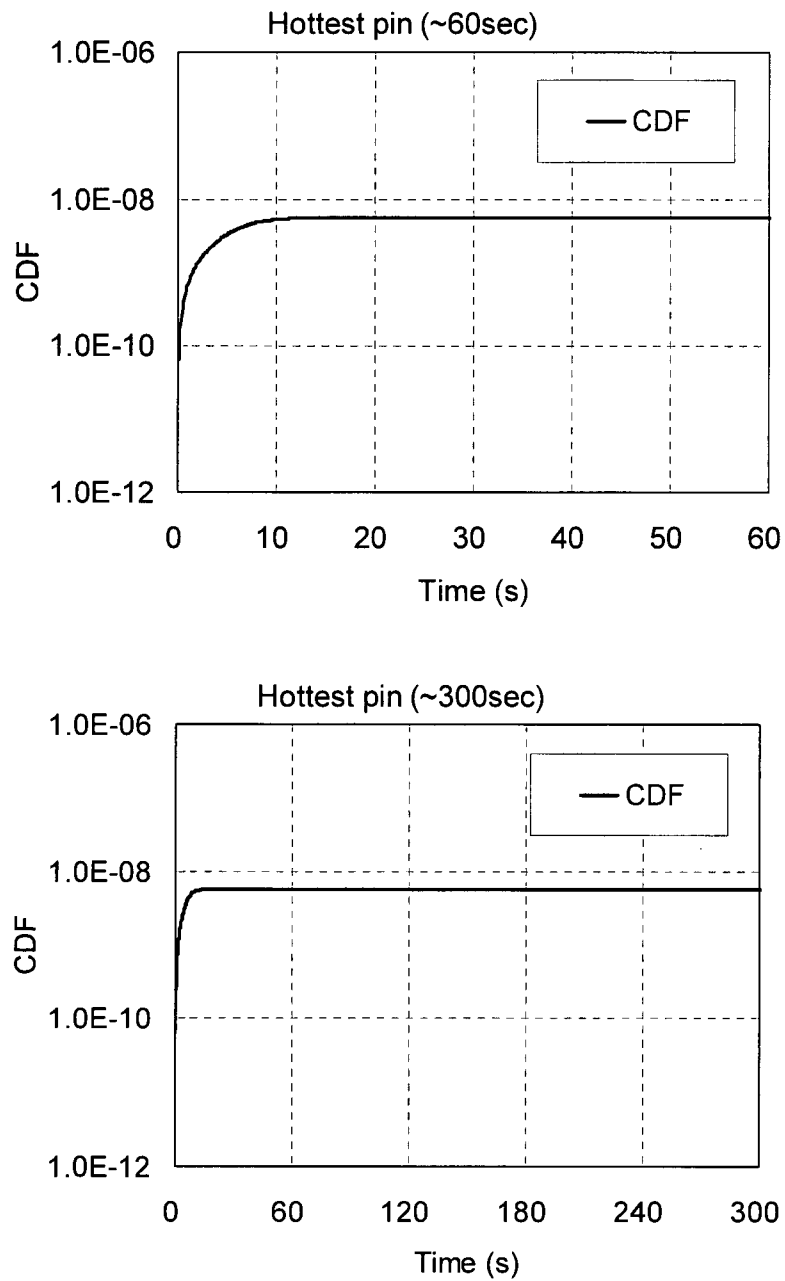 Hottest pin (~60sec)
1.0E-06
CDF
1.0E-08
CDF
1.0E-10
1.0E-12
0 10 20 30 40 50 60
Time (s)
Hottest pin (~300sec)
1.0E-06
CDF
1.0E-08
CDF
1.0E-10
1.0E-12
0 60 120 180 240 300
Time (s)